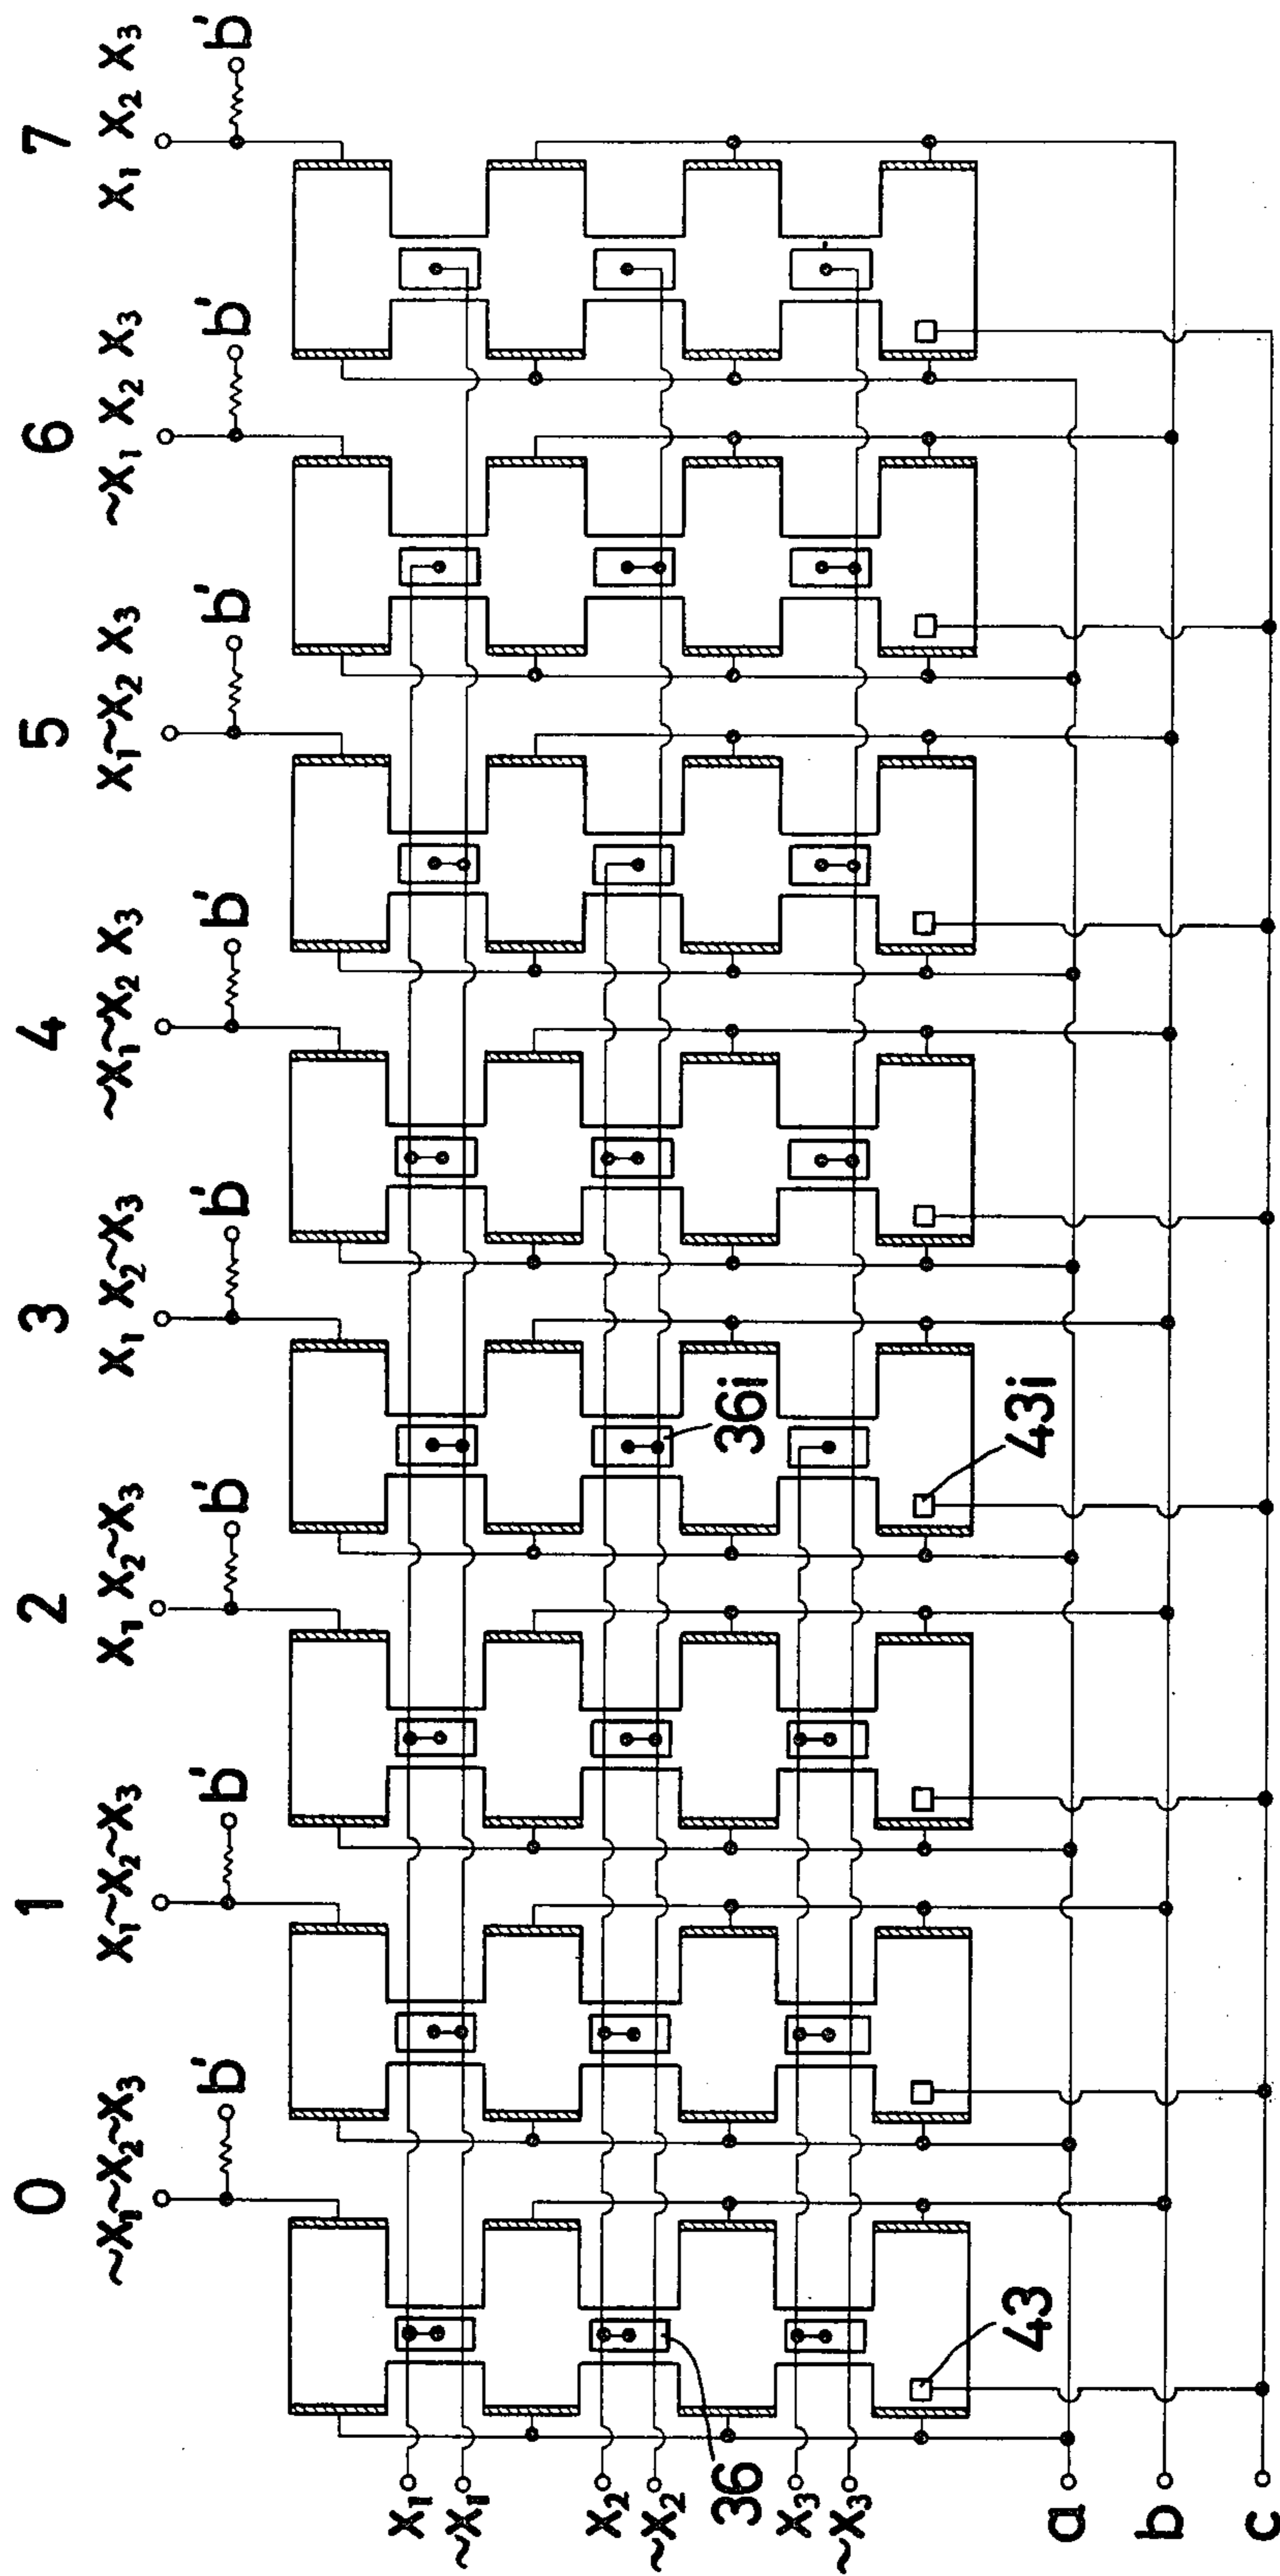 0 1 2 3 4 5 6 7
~X₁~X₂~X₃ X₁~X₂~X₃ X₁ X₂~X₃ X₁ X₂~X₃ ~X₁~X₂ X₃ X₁~X₂ X₃ ~X₁ X₂ X₃ X₁ X₂ X₃
b' b' b' b' b' b' b' b'
X₁
~X₁
X₂
~X₂
36
36i
X₃
~X₃
43
43i
a
b
c